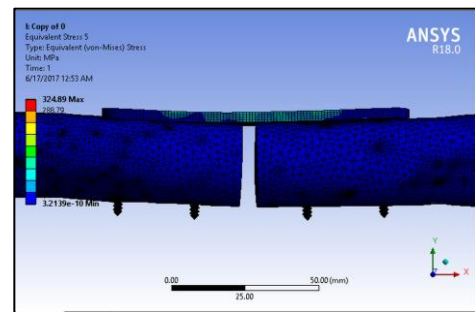 I: Copy of 0
Equivalent Stress 5
Type: Equivalent (von-Mises) Stress
Unit: MPa
Time: 1
6/17/2017 12:53 AM
324.89 Max
288.79
3.2139e-10 Min
ANSYS
R18.0
0.00
50.00 (mm)
25.00
Y
X